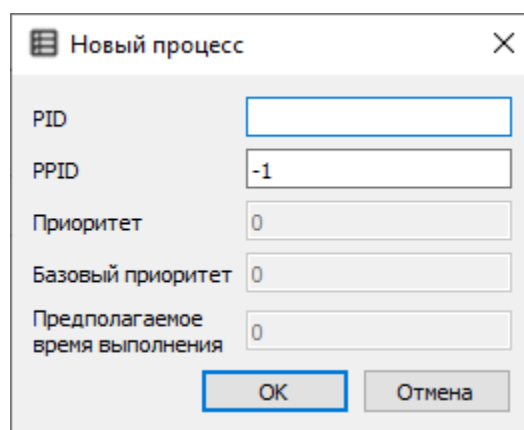 Новый процесс
PID
PPID -1
Приоритет 0
Базовый приоритет 0
Предполагаемое
время выполнения 0
OK Отмена